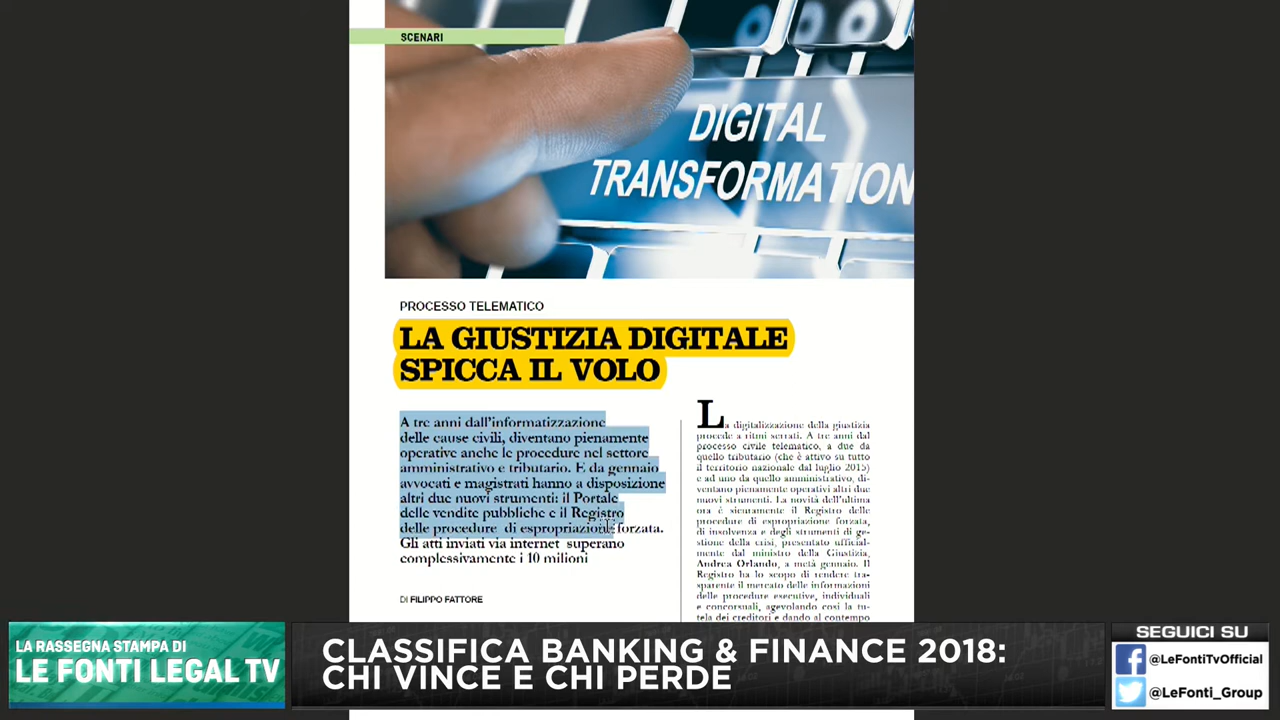 SCENARI
DIGITAL
TRANSFORMATION
PROCESSO TELEMATICO
LA GIUSTIZIA DIGITALE
SPICCA IL VOLO
A tre anni dall'informatizzazione
delle cause civili, diventano pienamente
operative anche le procedure nel settore
amministrativo e tributario. E da gennaio
avvocati e magistrati hanno a disposizione
altri due nuovi strumenti: il Portale
delle vendite pubbliche e il Registro
delle procedure di espropriazione forzata.
Gli atti inviati via internet superano
complessivamente i 10 milioni
DI FILIPPO FATTORE
La digitalizzazione della giustizia
procede a ritmi serrati. A tre anni dal
processo civile telematico, a due da
quello tributario (che è attivo su tutto
il territorio nazionale dal luglio 2015)
e ad uno da quello amministrativo, di-
ventano pienamente operativi altri due
nuovi strumenti. La novità dell'ultima
ora è sicuramente il Registro delle
procedure di espropriazione forzata,
di insolvenza e degli strumenti di ge-
stione della crisi, presentato ufficial-
mente dal ministro della Giustizia,
Andrea Orlando, a metà gennaio. Il
Registro ha lo scopo di rendere tra-
sparente il mercato delle informazioni
delle procedure esecutive, individuali
e concorsuali, agevolando così la tu-
tela dei creditori e dando al contempo
LA RASSEGNA STAMPA DI
LE FONTI LEGAL TV
CLASSIFICA BANKING & FINANCE 2018:
CHI VINCE E CHI PERDE
SEGUICI SU
@LeFontiTvOfficial
@LeFonti_Group